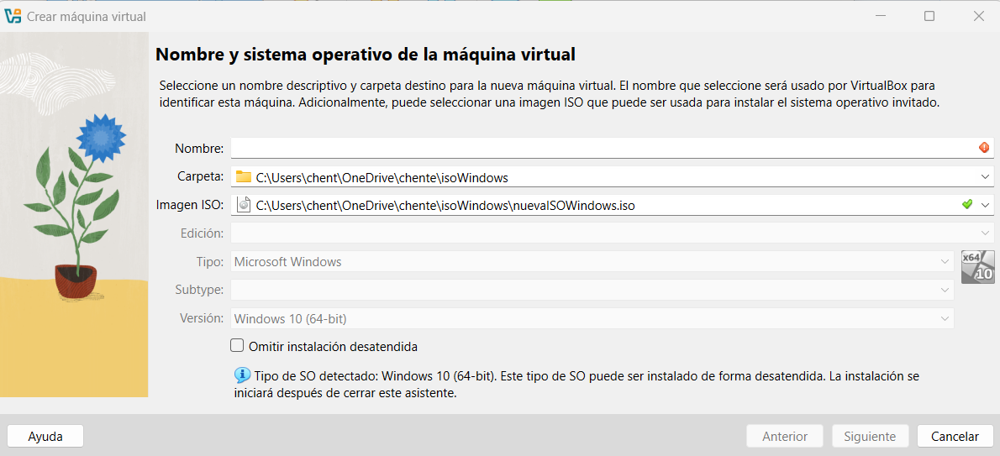 Crear máquina virtual
Nombre y sistema operativo de la máquina virtual
Seleccione un nombre descriptivo y carpeta destino para la nueva máquina virtual. El nombre que seleccione será usado por VirtualBox para
identificar esta máquina. Adicionalmente, puede seleccionar una imagen ISO que puede ser usada para instalar el sistema operativo invitado.
Nombre:
Carpeta: C:\Users\chent\OneDrive\chente\isoWindows
Imagen ISO: C:\Users\chent\OneDrive\chente\isoWindows\nuevaISOWindows.iso
Edición:
Tipo: Microsoft Windows
x64
10
Subtype:
Versión: Windows 10 (64-bit)
Omitir instalación desatendida
Tipo de SO detectado: Windows 10 (64-bit). Este tipo de SO puede ser instalado de forma desatendida. La instalación se
iniciará después de cerrar este asistente.
Ayuda Anterior Siguiente Cancelar